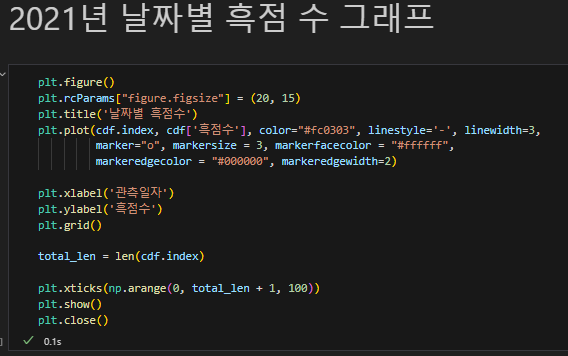 2021년 날짜별 흑점 수 그래프
plt.figure()
plt.rcParams["figure.figsize"] = (20, 15)
plt.title('날짜별 흑점수')
plt.plot(cdf.index, cdf['흑점수'], color="#fc0303", linestyle='-', linewidth=3,
marker="o", markersize = 3, markerfacecolor = "#ffffff",
markeredgecolor = "#000000", markeredgewidth=2)
plt.xlabel('관측일자')
plt.ylabel('흑점수')
plt.grid()
total_len = len(cdf.index)
plt.xticks(np.arange(0, total_len + 1, 100))
plt.show()
plt.close()
0.1s